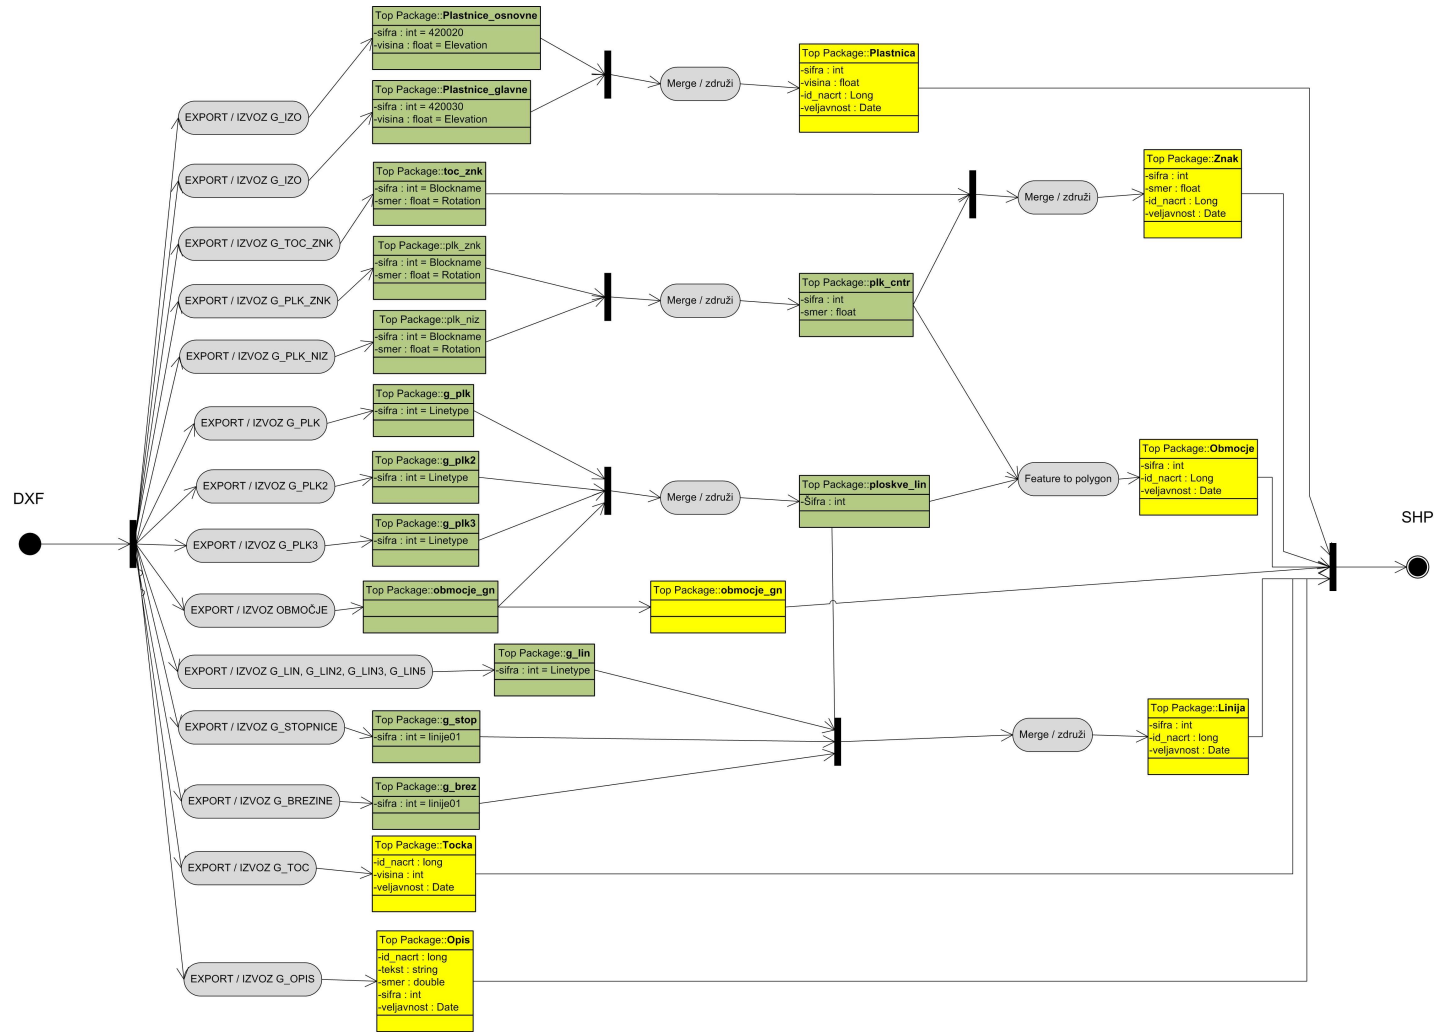 DXF
EXPORT / IZVOZ G_IZO
EXPORT / IZVOZ G_IZO
EXPORT / IZVOZ G_TOC_ZNK
EXPORT / IZVOZ G_PLK_ZNK
EXPORT / IZVOZ G_PLK_NIZ
EXPORT / IZVOZ G_PLK
EXPORT / IZVOZ G_PLK2
EXPORT / IZVOZ G_PLK3
EXPORT / IZVOZ OBMOČJE
EXPORT / IZVOZ G_LIN, G_LIN2, G_LIN3, G_LIN5
EXPORT / IZVOZ G_STOPNICE
EXPORT / IZVOZ G_BREZINE
EXPORT / IZVOZ G_TOC
EXPORT / IZVOZ G_OPIS
Top Package::Plastnice_osnovne
-sifra : int = 420020
-visina : float = Elevation
Top Package::Plastnice_glavne
-sifra : int = 420030
-visina : float = Elevation
Top Package::toc_znk
-sifra : int = Blockname
-smer : float = Rotation
Top Package::plk_znk
-sifra : int = Blockname
-smer : float = Rotation
Top Package::plk_niz
-sifra : int = Blockname
-smer : float = Rotation
Top Package::g_plk
-sifra : int = Linetype
Top Package::g_plk2
-sifra : int = Linetype
Top Package::g_plk3
-sifra : int = Linetype
Top Package::obmocje_gn
Top Package::g_lin
-sifra : int = Linetype
Top Package::g_stop
-sifra : int = linije01
Top Package::g_brez
-sifra : int = linije01
Top Package::Tocka
-id_nacrt : long
-visina : int
-veljavnost : Date
Top Package::Opis
-id_nacrt : long
-tekst : string
-smer : double
-sifra : int
-veljavnost : Date
Merge / združi
Merge / združi
Merge / združi
Top Package::obmocje_gn
Top Package::Plastnica
-sifra : int
-visina : float
-id_nacrt : Long
-veljavnost : Date
Top Package::plk_cntr
-sifra : int
-smer : float
Top Package::ploskve_lin
-Šifra : int
Merge / združi
Feature to polygon
Merge / združi
Top Package::Znak
-sifra : int
-smer : float
-id_nacrt : Long
-veljavnost : Date
Top Package::Obmocje
-sifra : int
-id_nacrt : Long
-veljavnost : Date
Top Package::Linija
-sifra : int
-id_nacrt : long
-veljavnost : Date
SHP